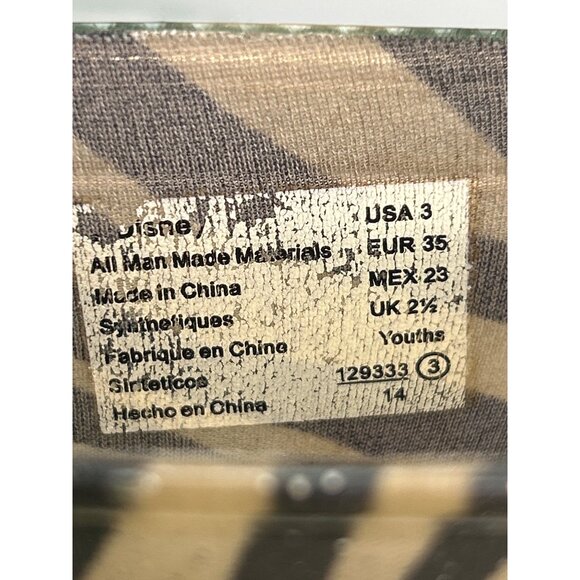 Disney
All Man Made Materials
Made in China
Synthetiques
Fabrique en Chine
Sinteticos
Hecho en China
USA 3
EUR 35
MEX 23
UK 2½
Youths
129333 3
14